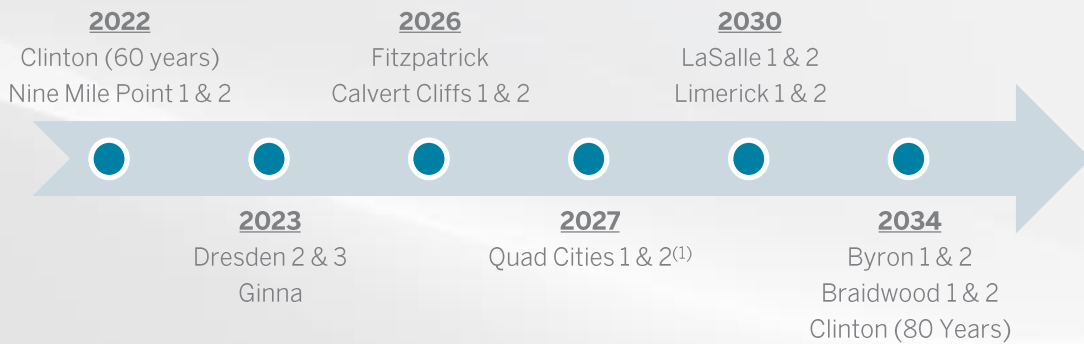 2022
Clinton (60 years)
Nine Mile Point 1 & 2
2023
Dresden 2 & 3
Ginna
2026
Fitzpatrick
Calvert Cliffs 1 & 2
2027
Quad Cities 1 & 2(1)
2030
LaSalle 1 & 2
Limerick 1 & 2
2034
Byron 1 & 2
Braidwood 1 & 2
Clinton (80 Years)